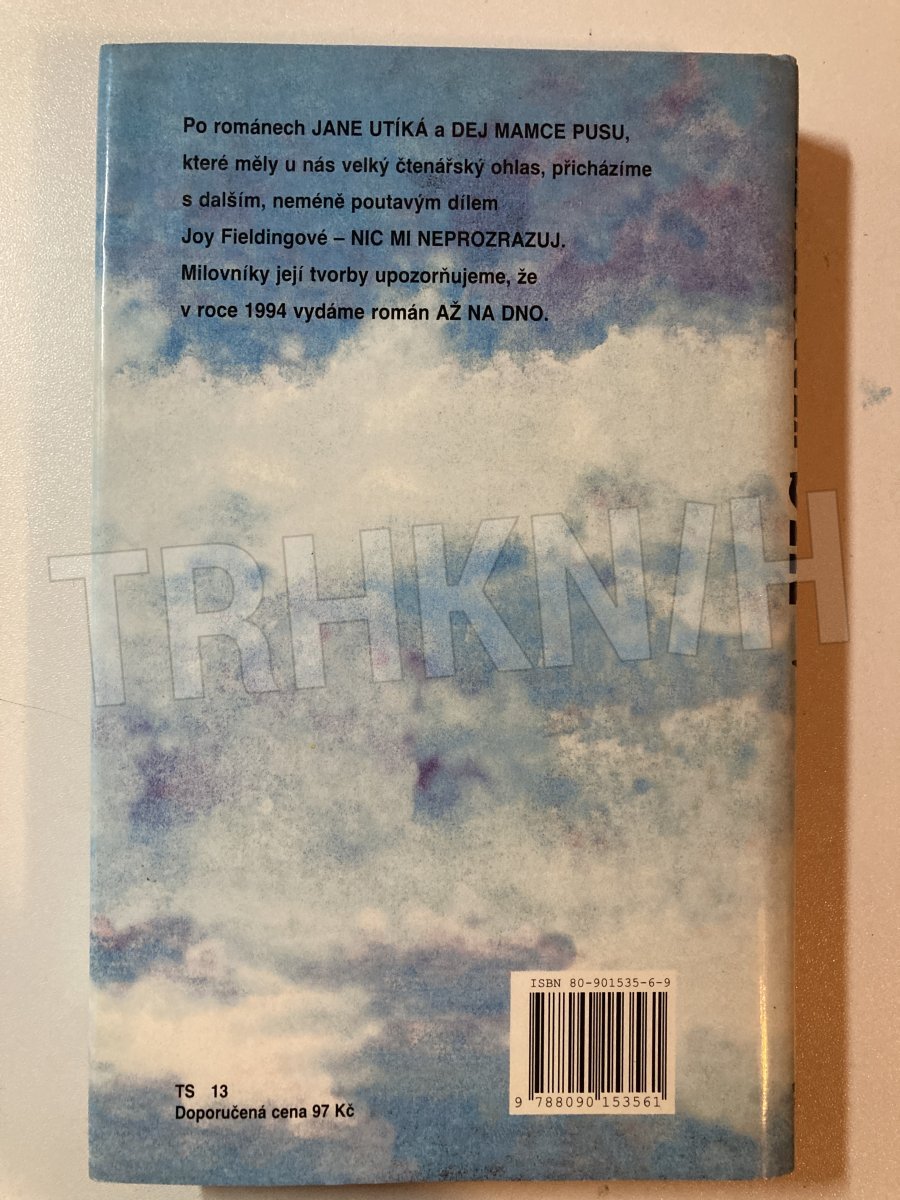 Po románech JANE UTÍKÁ a DEJ MAMCE PUSU,
které měly u nás velký čtenářský ohlas, přicházíme
s dalším, neméně poutavým dílem
Joy Fieldingové – NIC MI NEPROZRAZUJ.
Milovníky její tvorby upozorňujeme, že
v roce 1994 vydáme román AŽ NA DNO.
TRHKNIH
ISBN 80-901535-6-9
9 788090 153561
TS 13
Doporučená cena 97 Kč